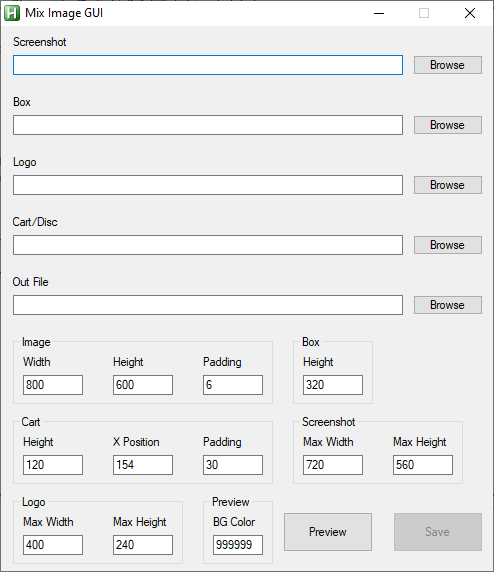 Mix Image GUI
Screenshot
Browse
Box
Browse
Logo
Browse
Cart/Disc
Browse
Out File
Browse
Image
Box
Width Height Padding
Height
800 600 6
320
Cart
Screenshot
Height X Position Padding
Max Width Max Height
120 154 30
720 560
Logo
Preview
Max Width Max Height
BG Color
400 240
999999
Preview
Save